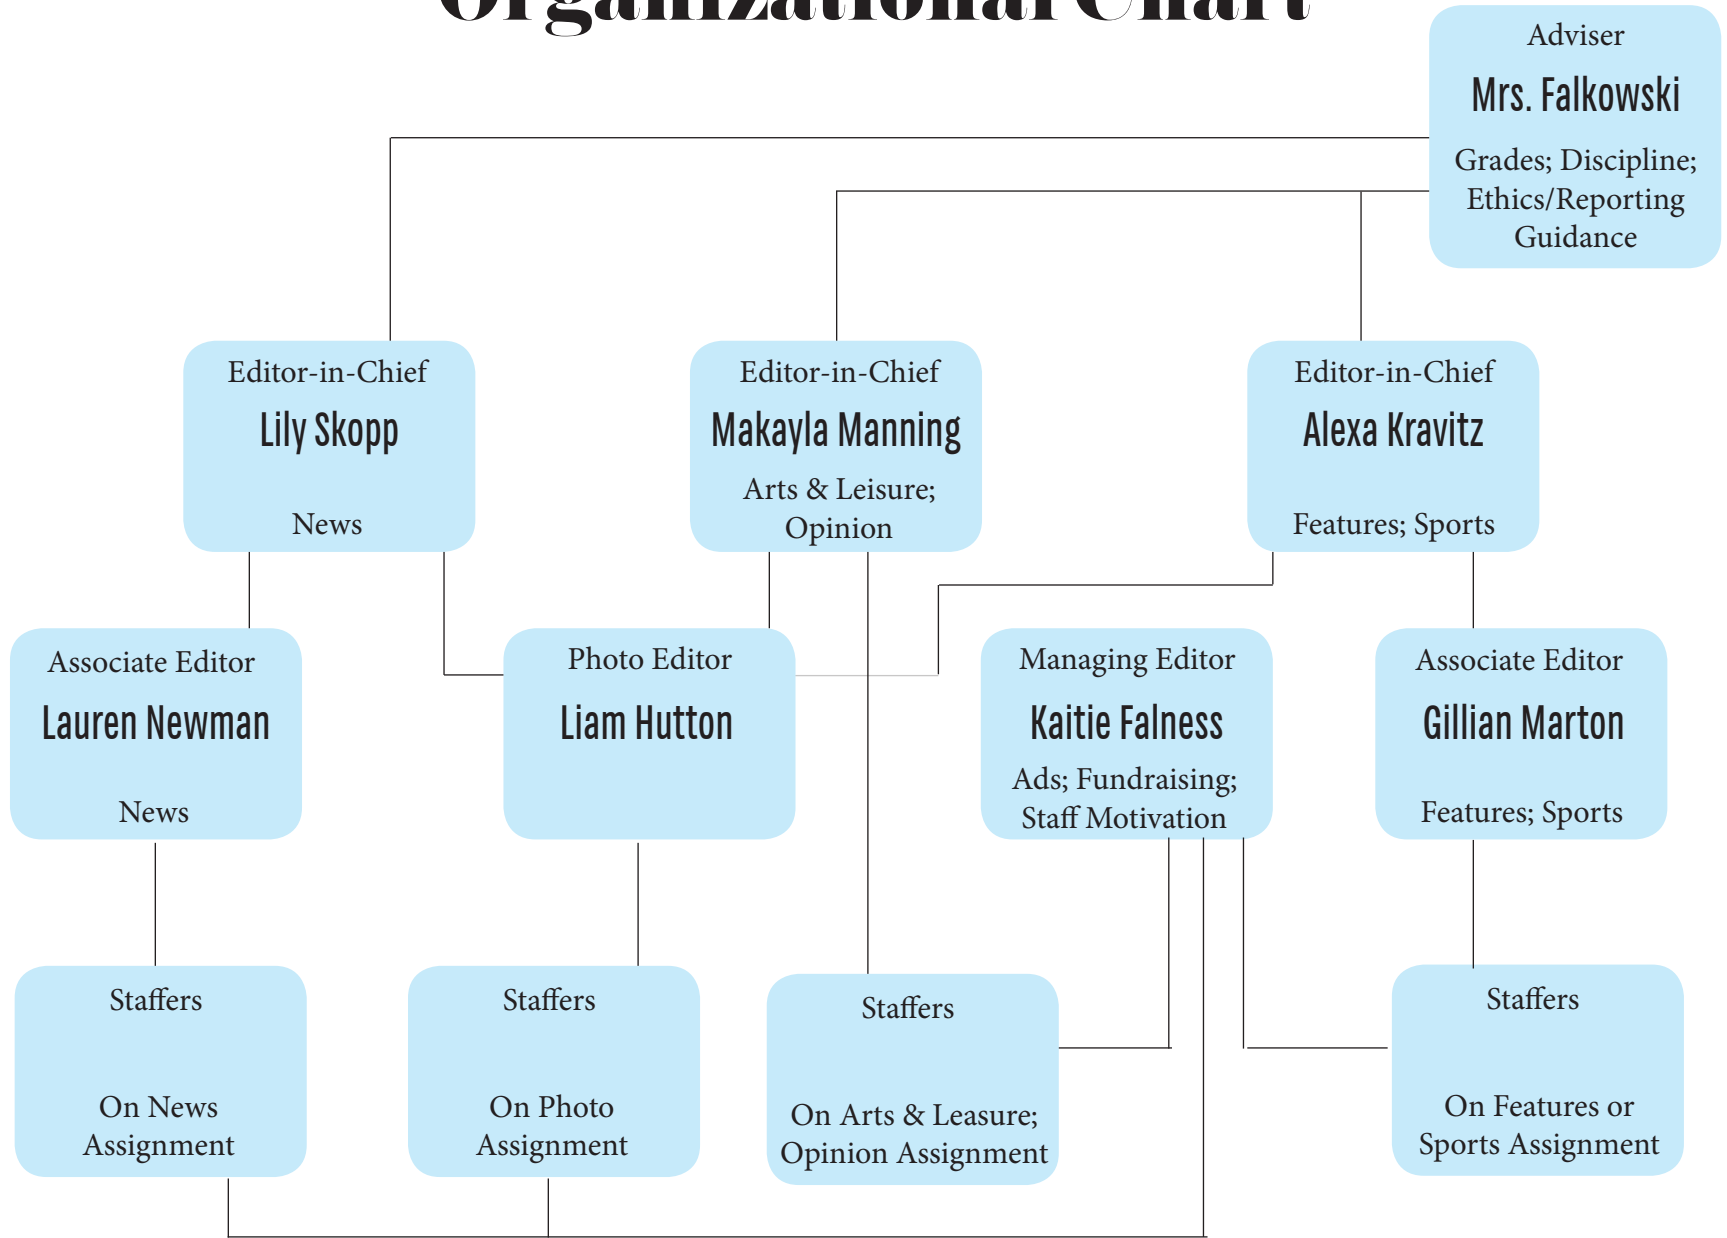 Organizational Chart
Adviser
Mrs. Falkowski
Grades; Discipline;
Ethics/Reporting
Guidance
Editor-in-Chief
Lily Skopp
News
Editor-in-Chief
Makayla Manning
Arts & Leisure;
Opinion
Editor-in-Chief
Alexa Kravitz
Features; Sports
Associate Editor
Lauren Newman
News
Photo Editor
Liam Hutton
Managing Editor
Kaitie Falness
Ads; Fundraising;
Staff Motivation
Associate Editor
Gillian Marton
Features; Sports
Staffers
On News
Assignment
Staffers
On Photo
Assignment
Staffers
On Arts & Leasure;
Opinion Assignment
Staffers
On Features or
Sports Assignment